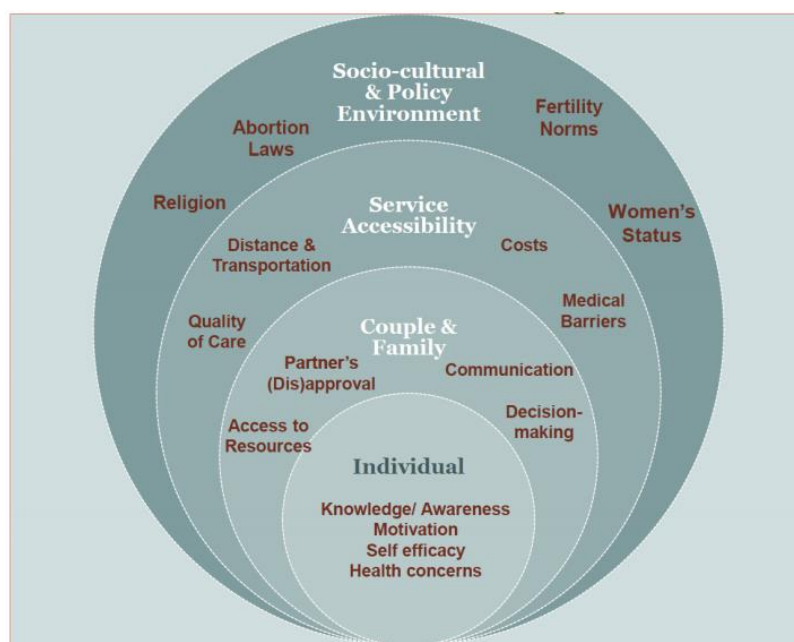 Socio-cultural
& Policy
Environment
Fertility
Norms
Abortion
Laws
Religion
Women's
Status
Service
Accessibility
Distance &
Transportation
Costs
Quality
of Care
Medical
Barriers
Couple &
Family
Partner's
(Dis)approval
Communication
Access to
Resources
Decision-
making
Individual
Knowledge/ Awareness
Motivation
Self efficacy
Health concerns